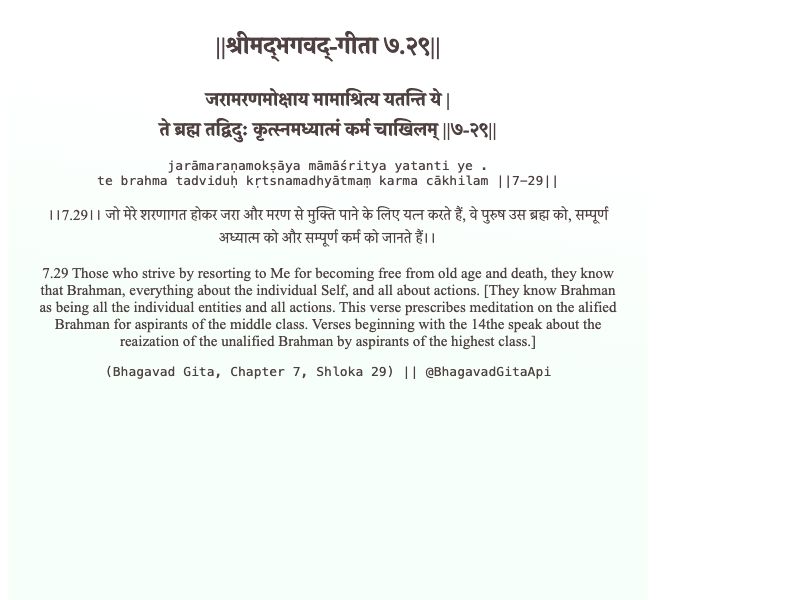 ||श्रीमद्‍भगवद्‍-गीता ७.२९||
जरामरणमोक्षाय मामाश्रित्य यतन्ति ये |
ते ब्रह्म तद्विदुः कृत्स्नमध्यात्मं कर्म चाखिलम् ||७-२९||
jarāmaraṇamokṣāya māmāśritya yatanti ye .
te brahma tadviduḥ kṛtsnamadhyātmaṃ karma cākhilam ||7-29||
।।7.29।। जो मेरे शरणागत होकर जरा और मरण से मुक्ति पाने के लिए यत्न करते हैं, वे पुरुष उस ब्रह्म को, सम्पूर्ण
अध्यात्म को और सम्पूर्ण कर्म को जानते हैं।।
7.29 Those who strive by resorting to Me for becoming free from old age and death, they know
that Brahman, everything about the individual Self, and all about actions. [They know Brahman
as being all the individual entities and all actions. This verse prescribes meditation on the alified
Brahman for aspirants of the middle class. Verses beginning with the 14the speak about the
reaization of the unalified Brahman by aspirants of the highest class.]
(Bhagavad Gita, Chapter 7, Shloka 29) || @BhagavadGitaApi